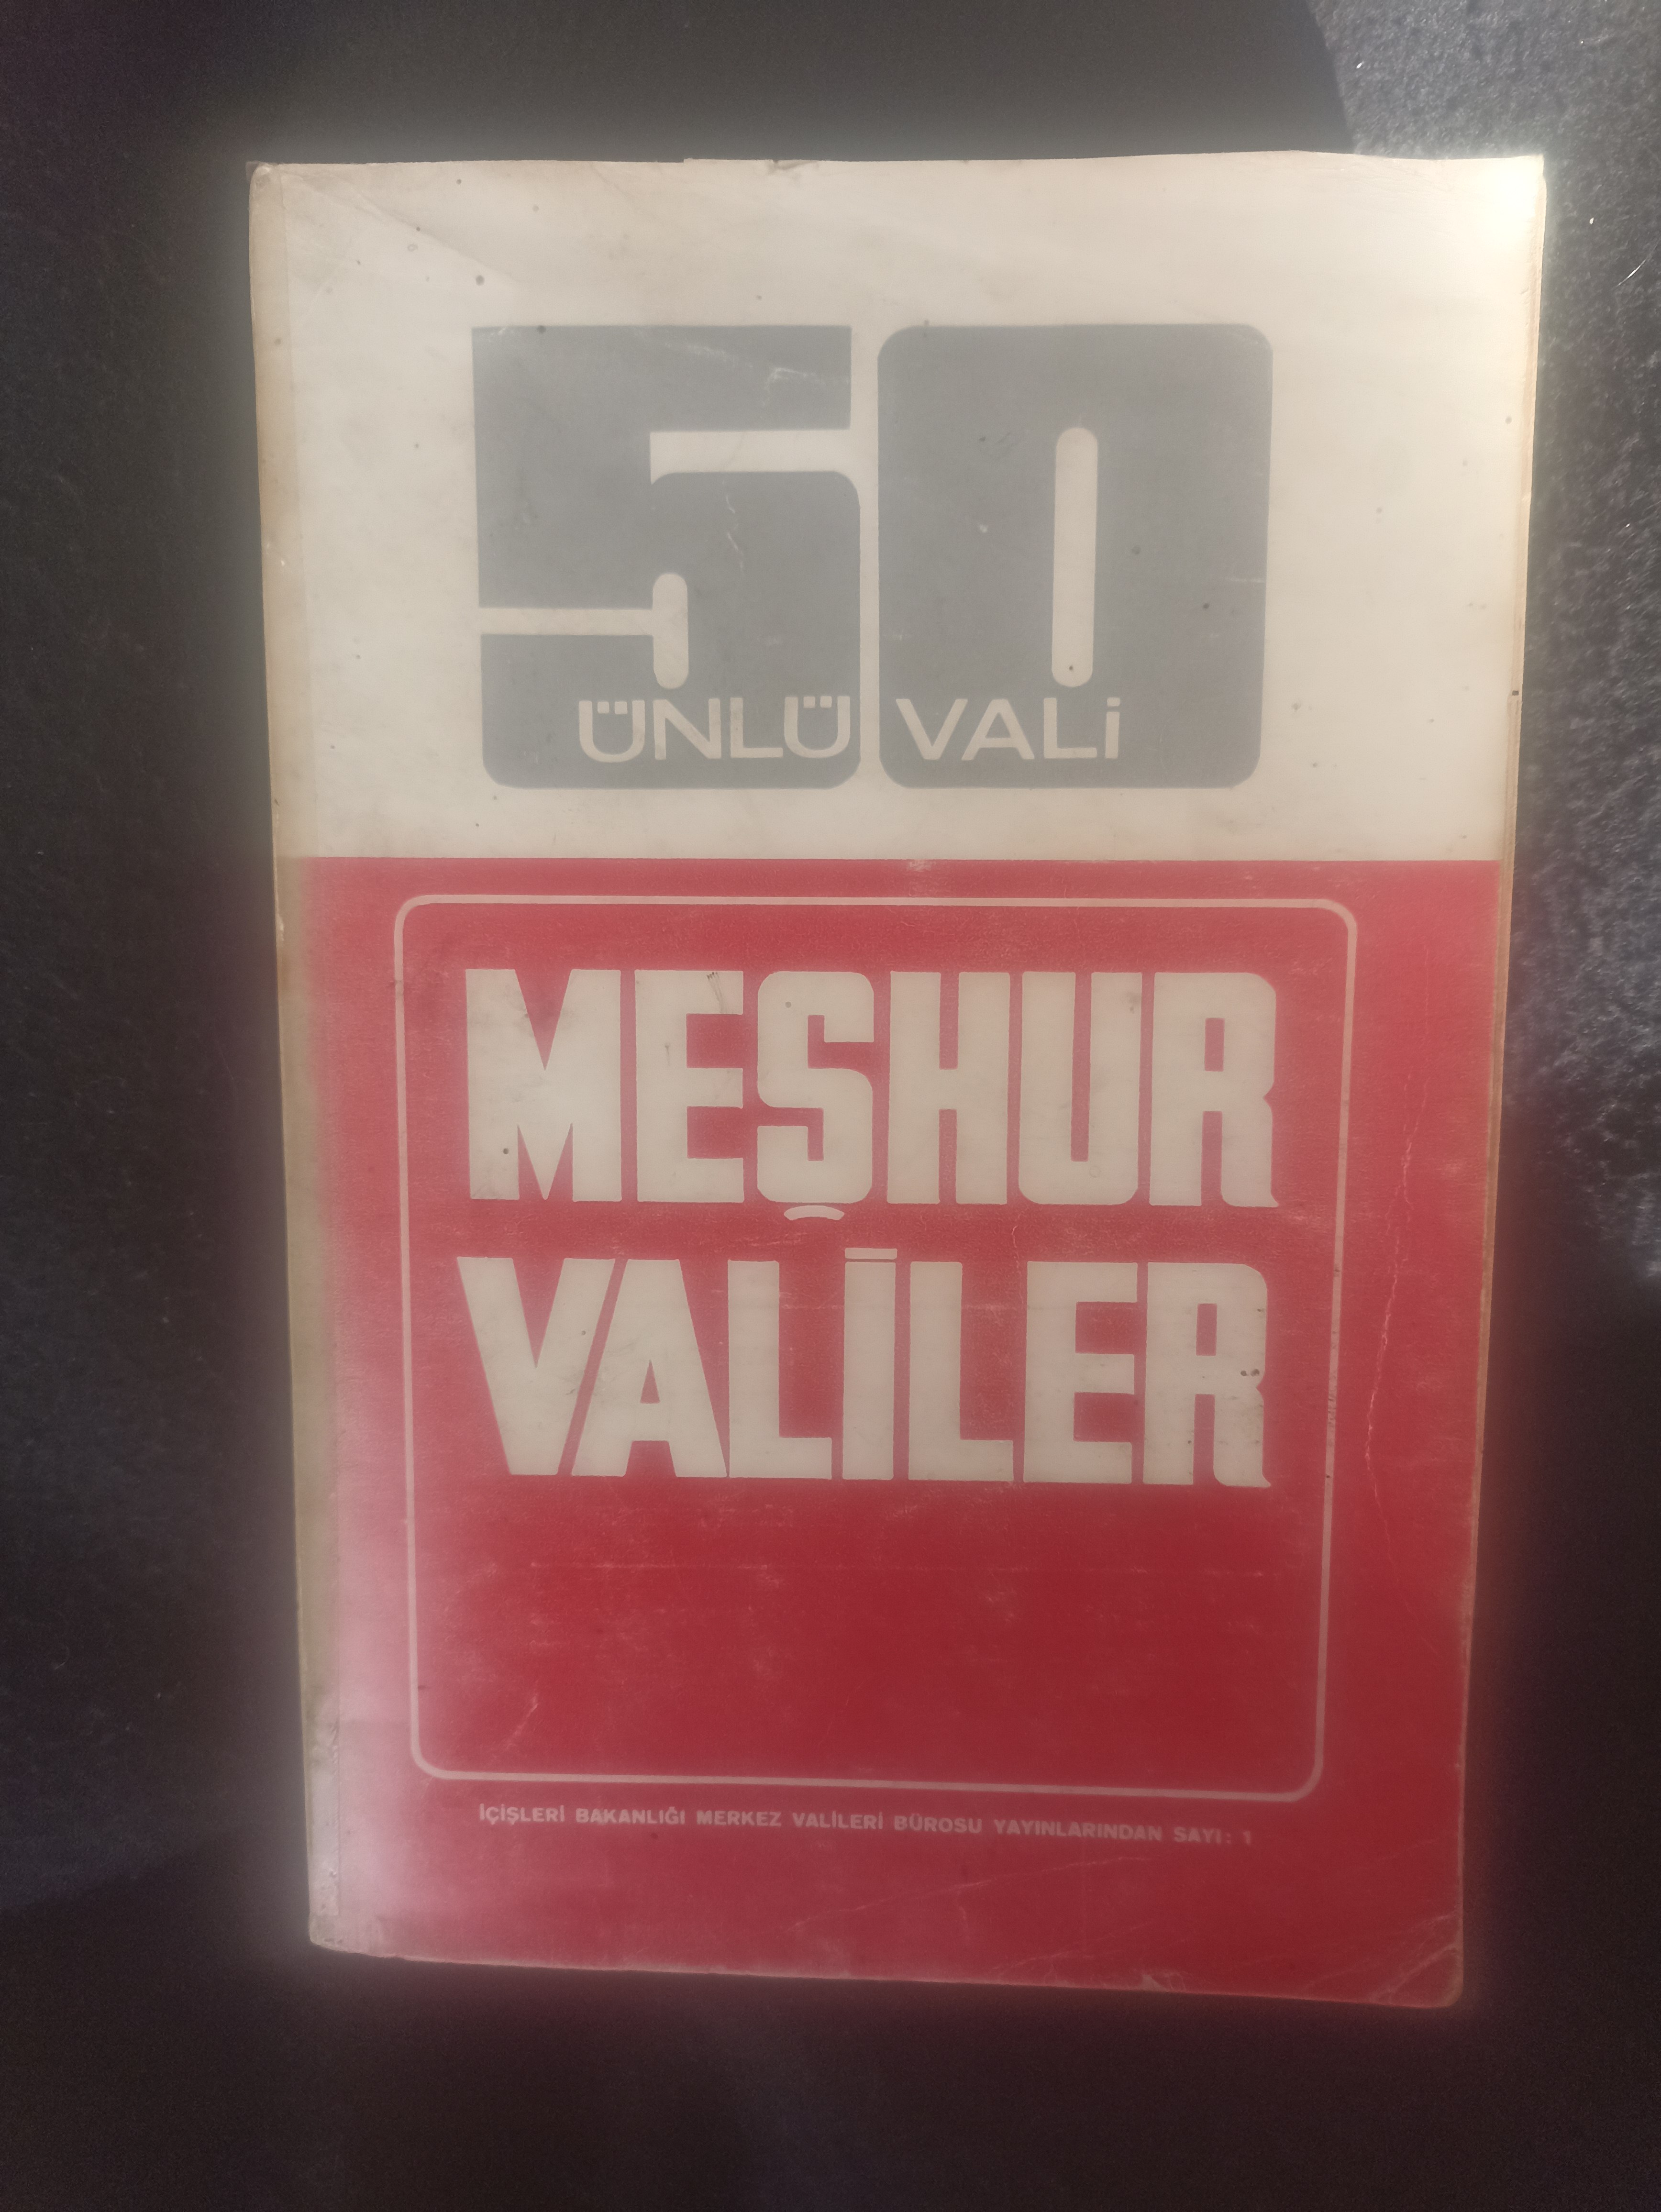 50
ÜNLÜ VALİ
MEŞHUR
VALİLER
İÇİŞLERİ BAKANLIĞI MERKEZ VALİLERİ BÜROSU YAYINLARINDAN SAYI: 1